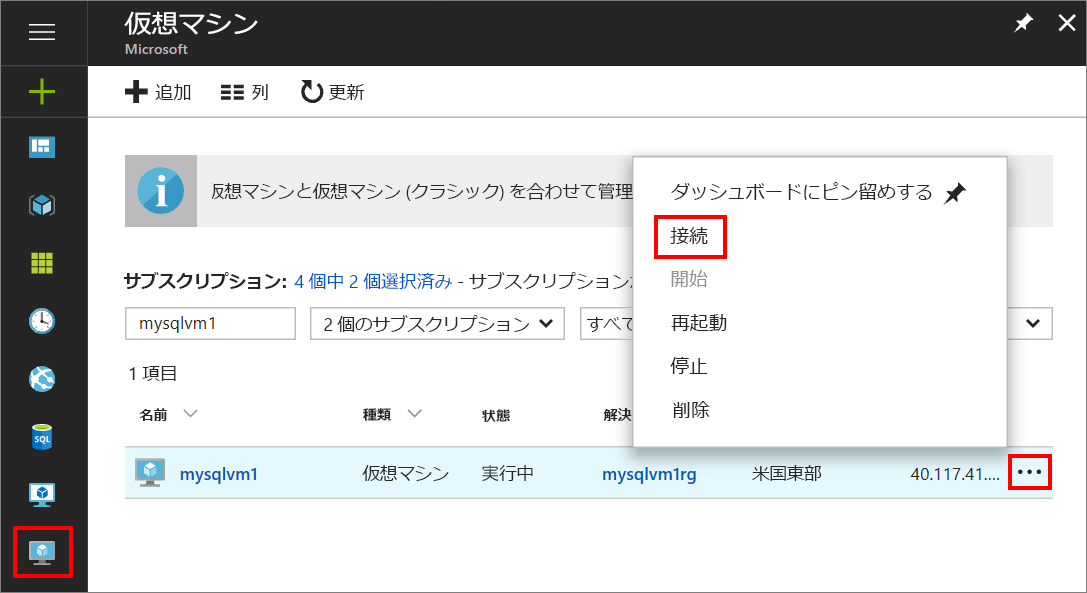 仮想マシン
Microsoft
追加 列 更新
仮想マシンと仮想マシン (クラシック) を合わせて管理
ダッシュボードにピン留めする
接続
開始
再起動
停止
削除
サブスクリプション: 4 個中 2 個選択済み - サブスクリプション
mysqlvm1 2 個のサブスクリプション すべて
1 項目
名前 種類 状態 解決
mysqlvm1 仮想マシン 実行中 mysqlvm1rg 米国東部 40.117.41.... •••
SQL